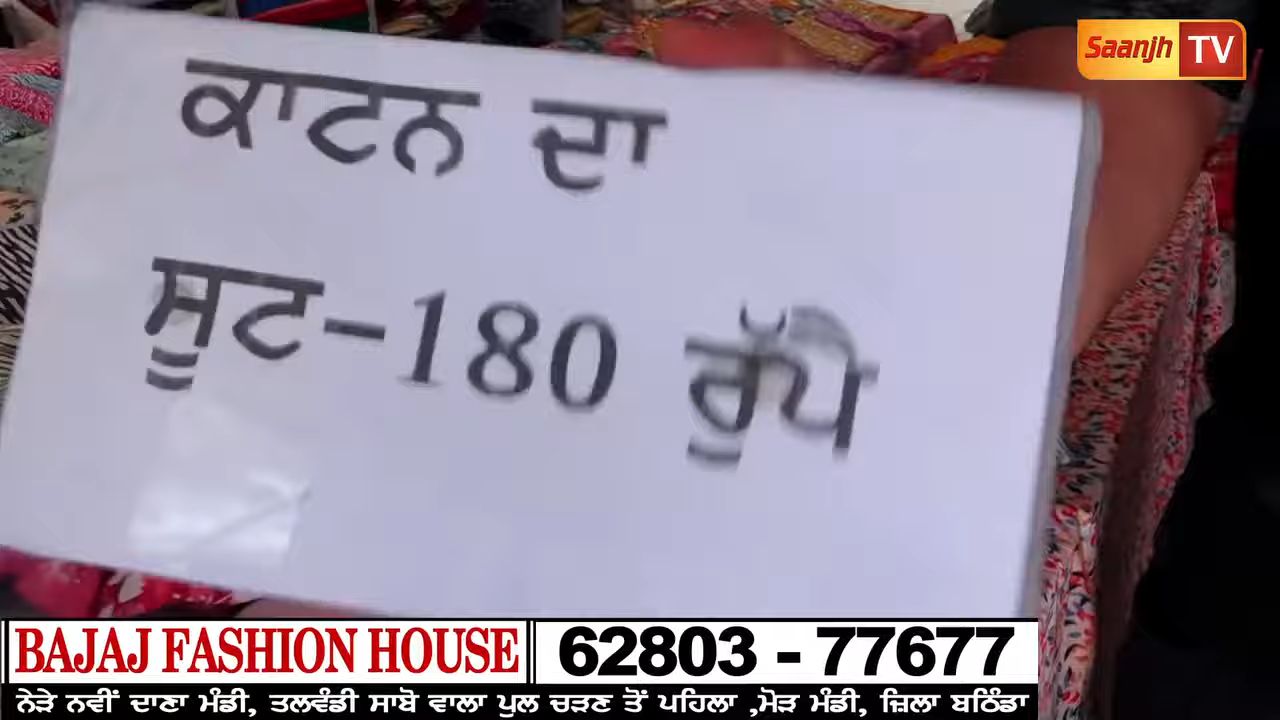 Saanjh TV
ਕਾਟਨ ਦਾ
ਸੂਟ-180 ਰੁੱਪੈ
BAJAJ FASHION HOUSE
62803 - 77677
ਨੇੜੇ ਨਵੀਂ ਦਾਣਾ ਮੰਡੀ, ਤਲਵੰਡੀ ਸਾਬੋ ਵਾਲਾ ਪੁਲ ਚੜਣ ਤੋਂ ਪਹਿਲਾ ,ਮੋੜ ਮੰਡੀ, ਜ਼ਿਲਾ ਬਠਿੰਡਾ